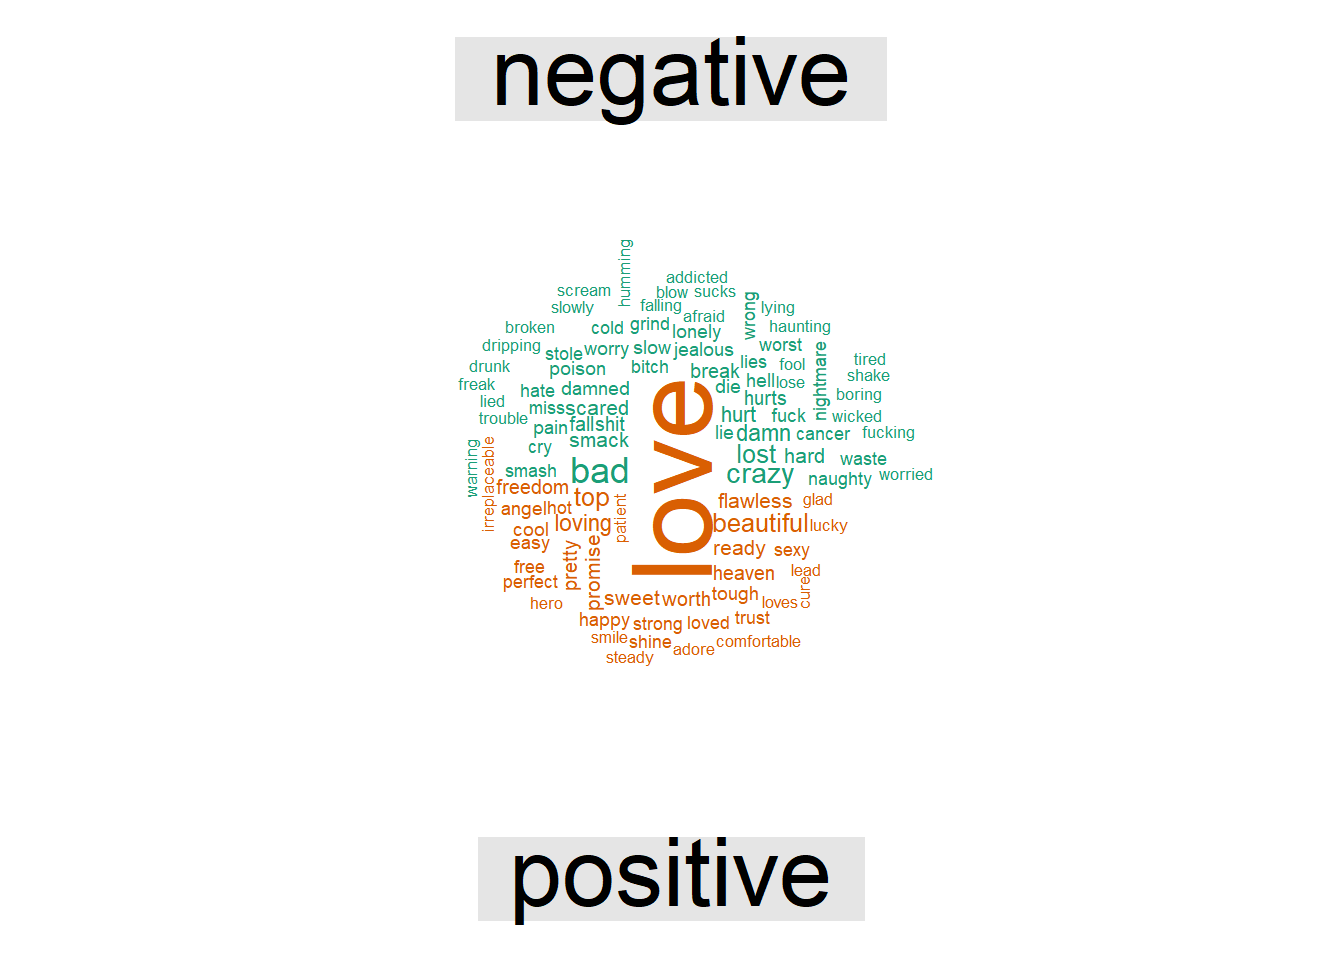 negative
humming
addicted
scream
blow sucks
slowly
falling
wrong
lying
afraid
broken
cold
grind
lonely
haunting
dripping
stole
worry
slow
jealous
worst
nightmare
tired
drunk
poison
bitch
break
lies
fool
shake
freak
hate
damned
die
hell
lose
boring
lied
miss
scared
hurts
trouble
pain
fall
shit
hurt
fuck
wicked
cry
smack
lie
damn
cancer
fucking
warning
smash
bad
lost
hard
waste
crazy
naughty
worried
love
irreplaceable
freedom
top
patient
flawless
glad
angel
hot
loving
beautiful
lucky
cool
easy
pretty
promise
ready
sexy
free
heaven
lead
perfect
cure
hero
sweet
worth
tough
loves
happy
strong
loved
trust
smile
shine
adore
comfortable
steady
positive